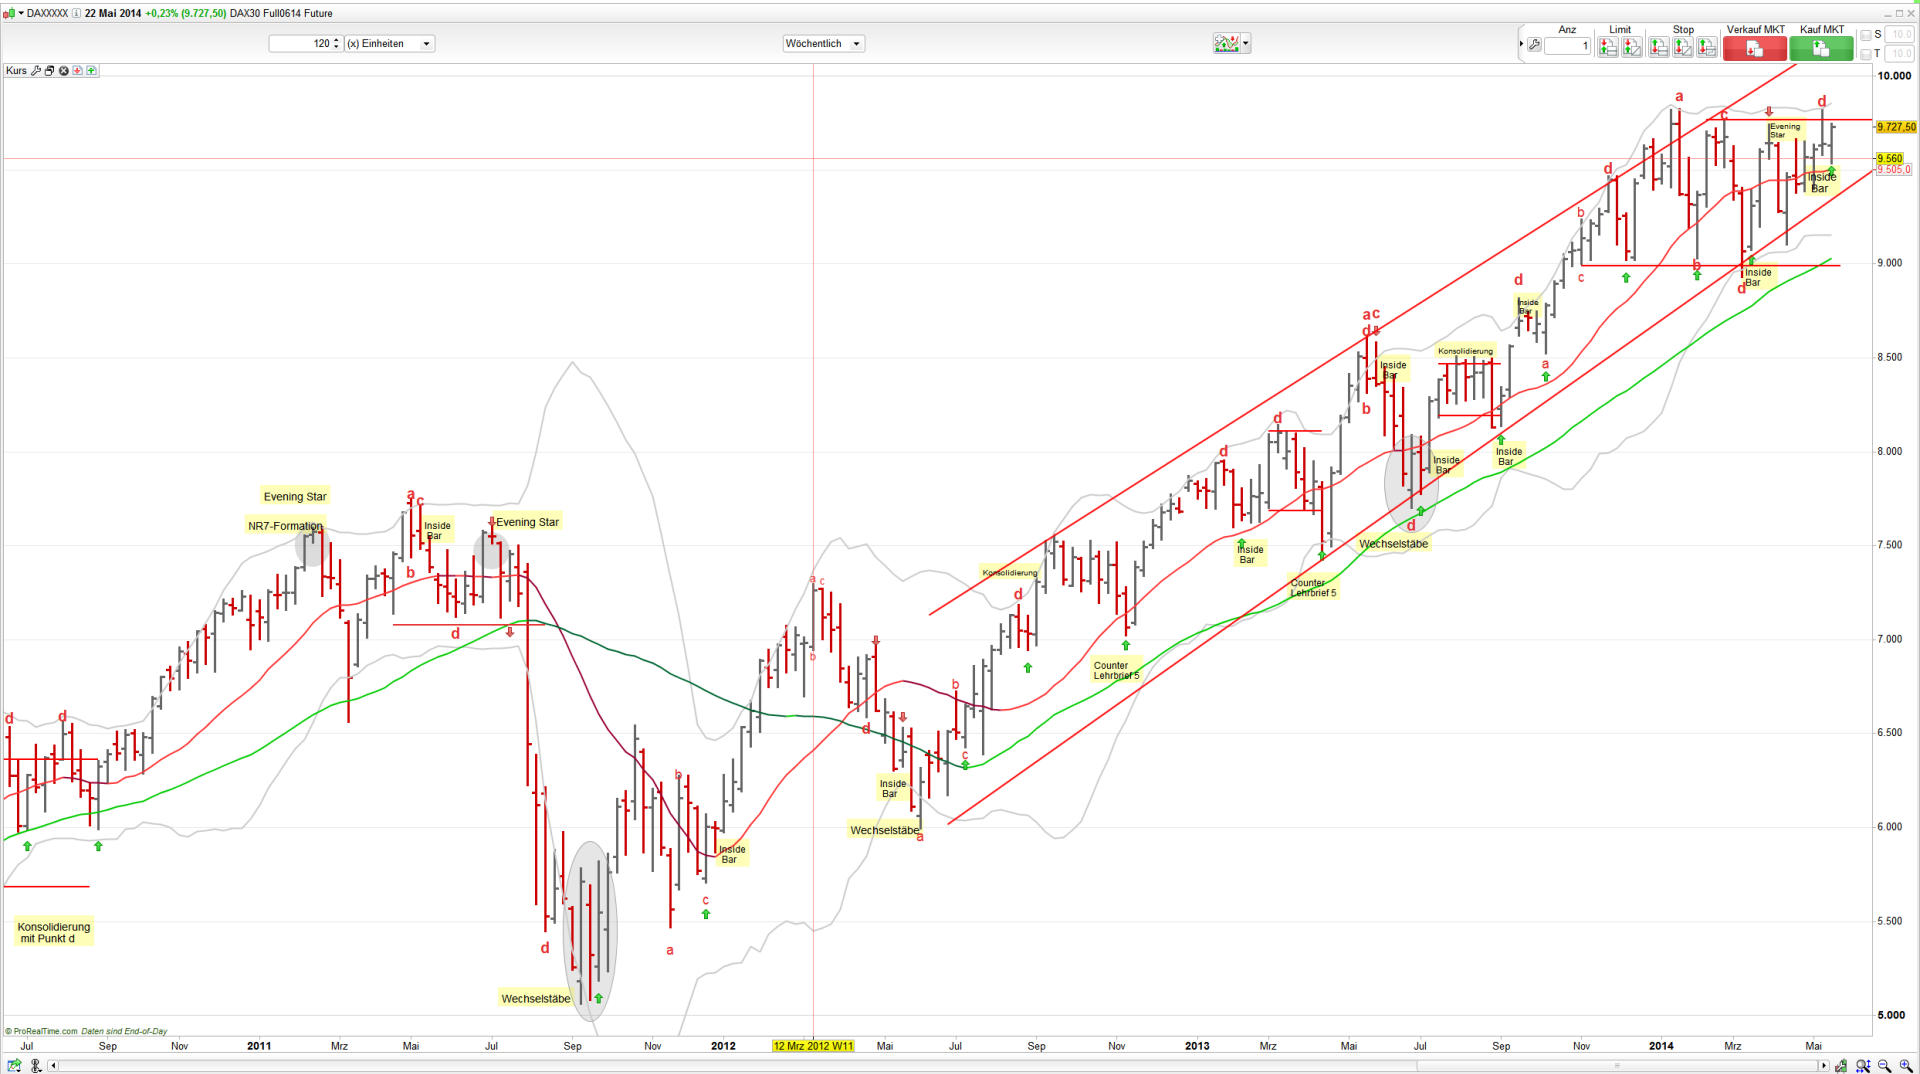 DAXXXXX 22 Mai 2014 +0,23% (9.727,50) DAX30 Full0614 Future
120 (x) Einheiten Wöchentlich
Anz Limit Stop Verkauf MKT Kauf MKT
1
S 10.0
T 10.0
Kurs
10.000
9.727,50
9.560
9.505,0
9.000
8.500
8.000
7.500
7.000
6.500
6.000
5.500
5.000
d
d
Konsolidierung
mit Punkt d
Evening Star
NR7-Formation
a
c
Inside
Bar
b
d
Evening Star
d
Wechselstäbe
b
a
c
Inside
Bar
a
c
b
d
Inside
Bar
Wechselstäbe
a
b
c
Konsolidierung
d
Counter
Lehrbrief 5
d
Inside
Bar
d
Counter
Lehrbrief 5
a
c
d
b
Inside
Bar
d
Wechselstäbe
Inside
Bar
Konsolidierung
Inside
Bar
d
Inside
Bar
a
b
c
d
a
b
c
d
Inside
Bar
Evening
Star
d
Inside
Bar
© ProRealTime.com Daten sind End-of-Day
Jul Sep Nov 2011 Mrz Mai Jul Sep Nov 2012 12 Mrz 2012 W11 Mai Jul Sep Nov 2013 Mrz Mai Jul Sep Nov 2014 Mrz Mai